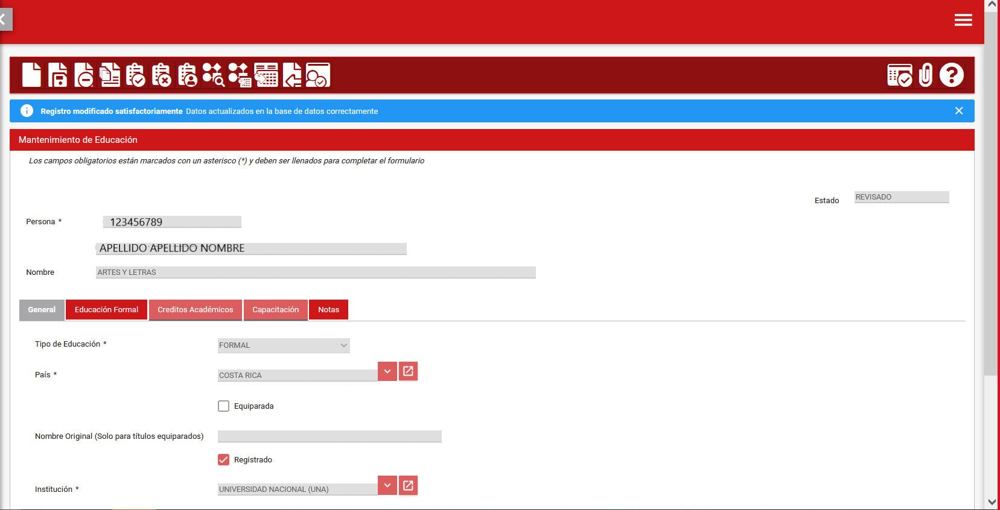 Registro modificado satisfactoriamente Datos actualizados en la base de datos correctamente
Mantenimiento de Educación
Los campos obligatorios están marcados con un asterisco (*) y deben ser llenados para completar el formulario
Estado REVISADO
Persona * 123456789
APELLIDO APELLIDO NOMBRE
Nombre ARTES Y LETRAS
General Educación Formal Creditos Académicos Capacitación Notas
Tipo de Educación * FORMAL
País * COSTA RICA
Equiparada
Nombre Original (Solo para títulos equiparados)
Registrado
Institución * UNIVERSIDAD NACIONAL (UNA)